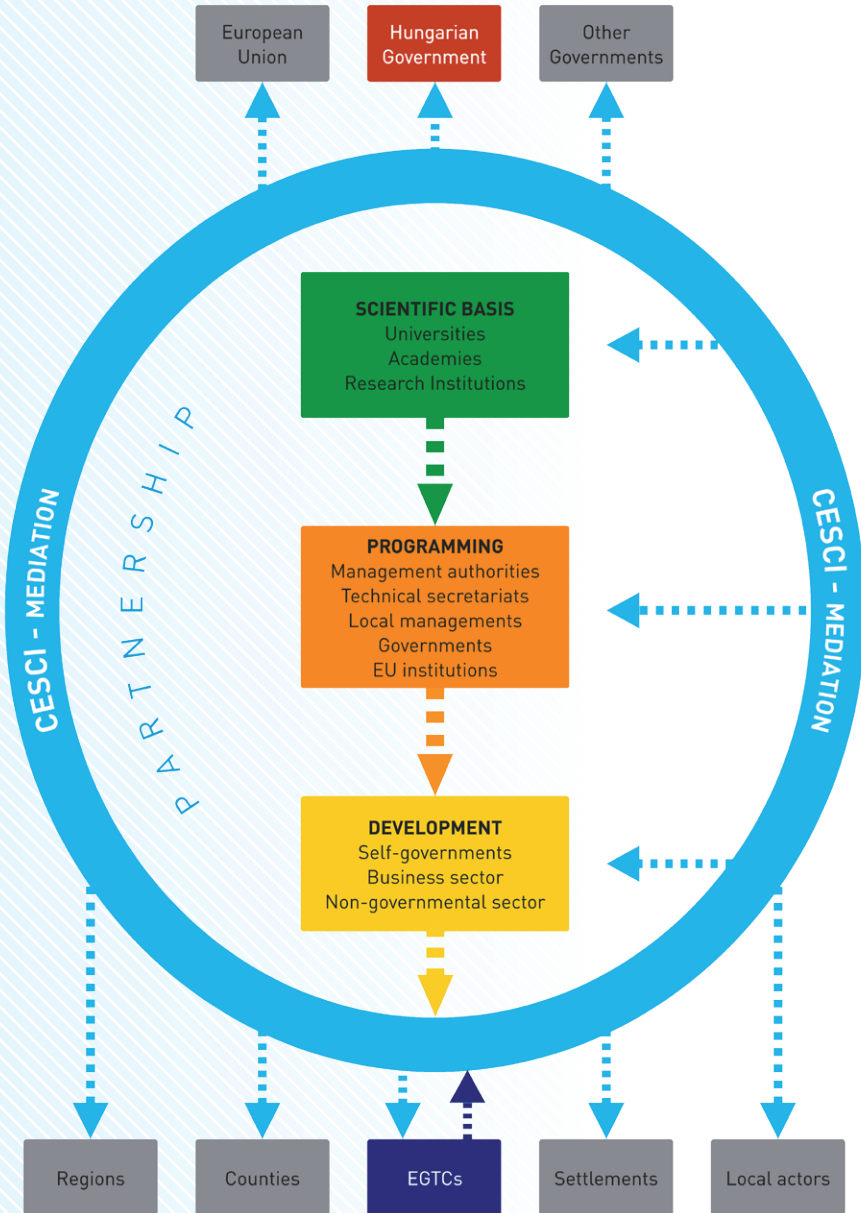 European
Union
Hungarian
Government
Other
Governments
SCIENTIFIC BASIS
Universities
Academies
Research Institutions
PARTNERSHIP
CESCI - MEDIATION
CESCI - MEDIATION
PROGRAMMING
Management authorities
Technical secretariats
Local managements
Governments
EU institutions
DEVELOPMENT
Self-governments
Business sector
Non-governmental sector
Regions
Counties
EGTCs
Settlements
Local actors